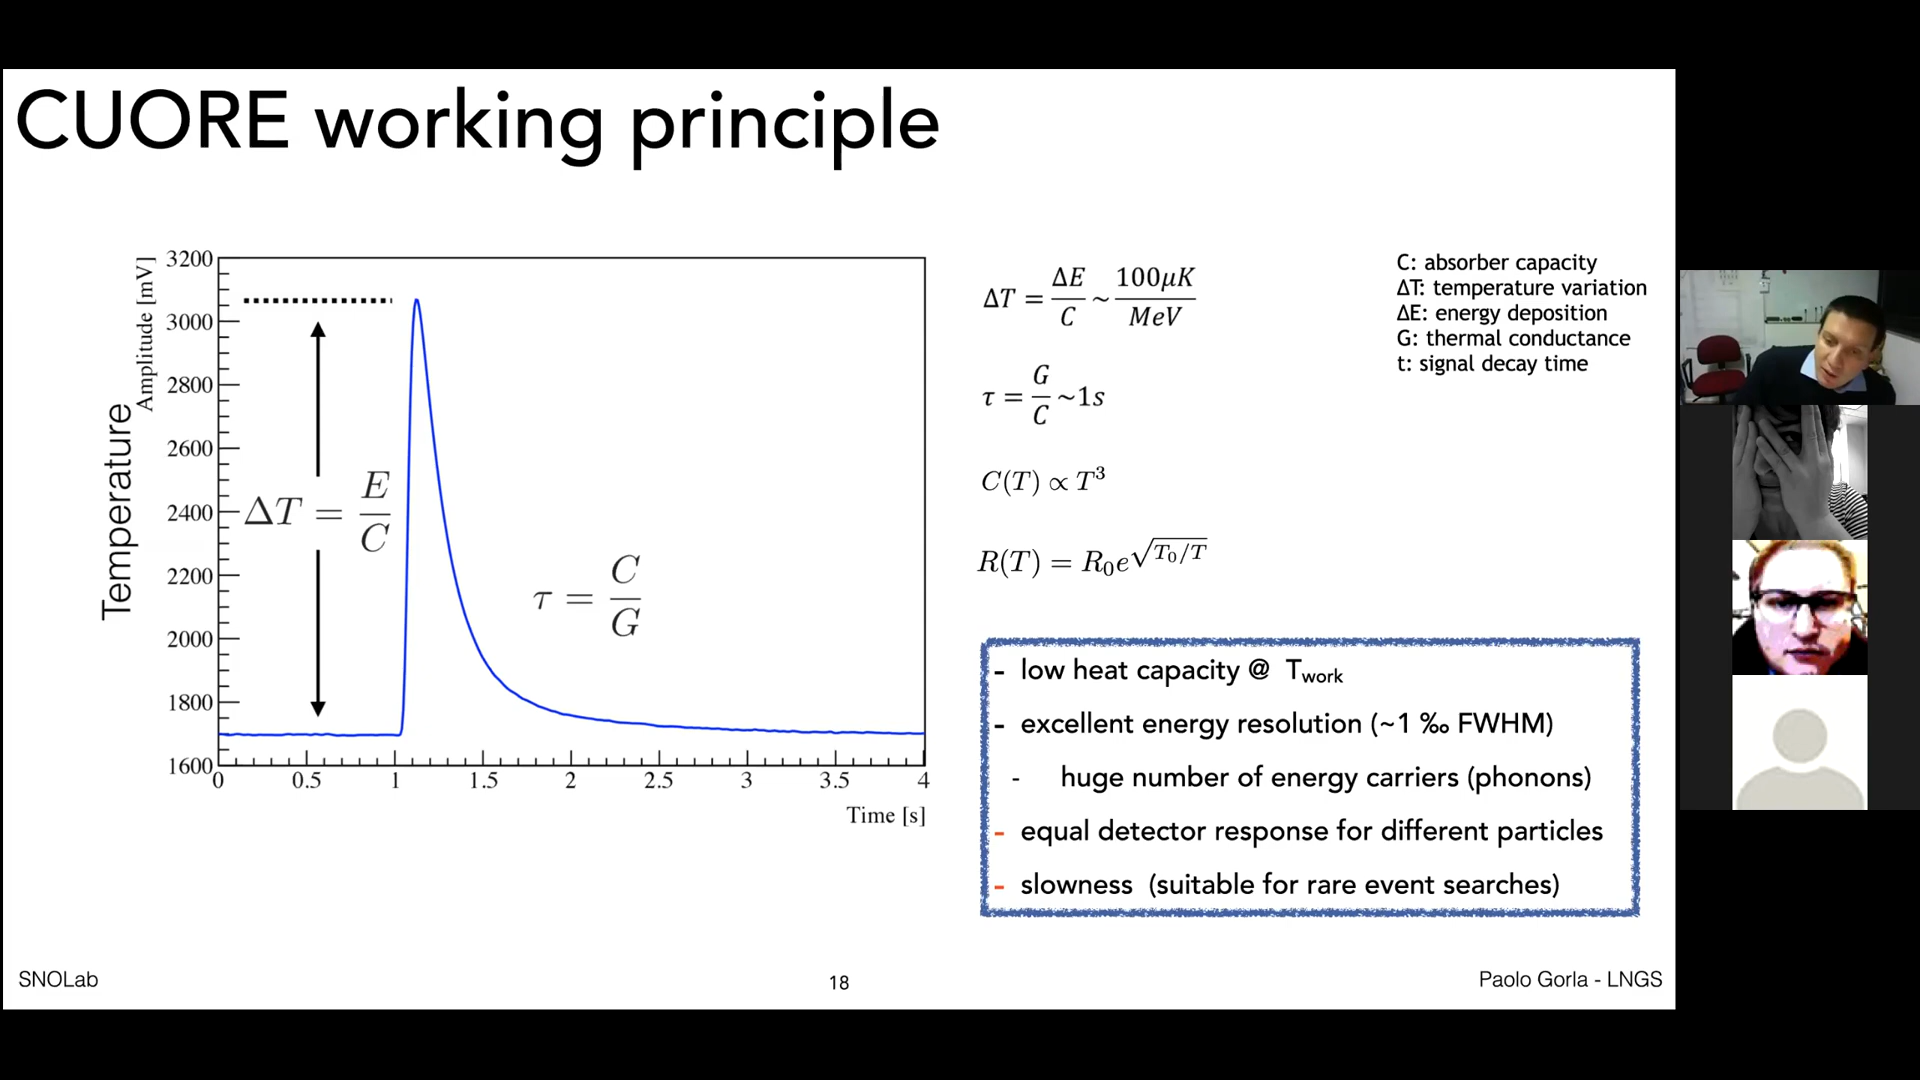 CUORE working principle
Temperature
Amplitude [mV]
3200
3000
2800
2600
2400
2200
2000
1800
1600
ΔT = E/C
τ = C/G
0 0.5 1 1.5 2 2.5 3 3.5 4
Time [s]
ΔT = ΔE/C ~ 100μK/MeV
τ = G/C ~1s
C(T) ∝ T³
R(T) = R₀e^√(T₀/T)
C: absorber capacity
ΔT: temperature variation
ΔE: energy deposition
G: thermal conductance
t: signal decay time
- low heat capacity @ Twork
- excellent energy resolution (~1 ‰ FWHM)
- huge number of energy carriers (phonons)
- equal detector response for different particles
- slowness (suitable for rare event searches)
SNOLab
18
Paolo Gorla - LNGS